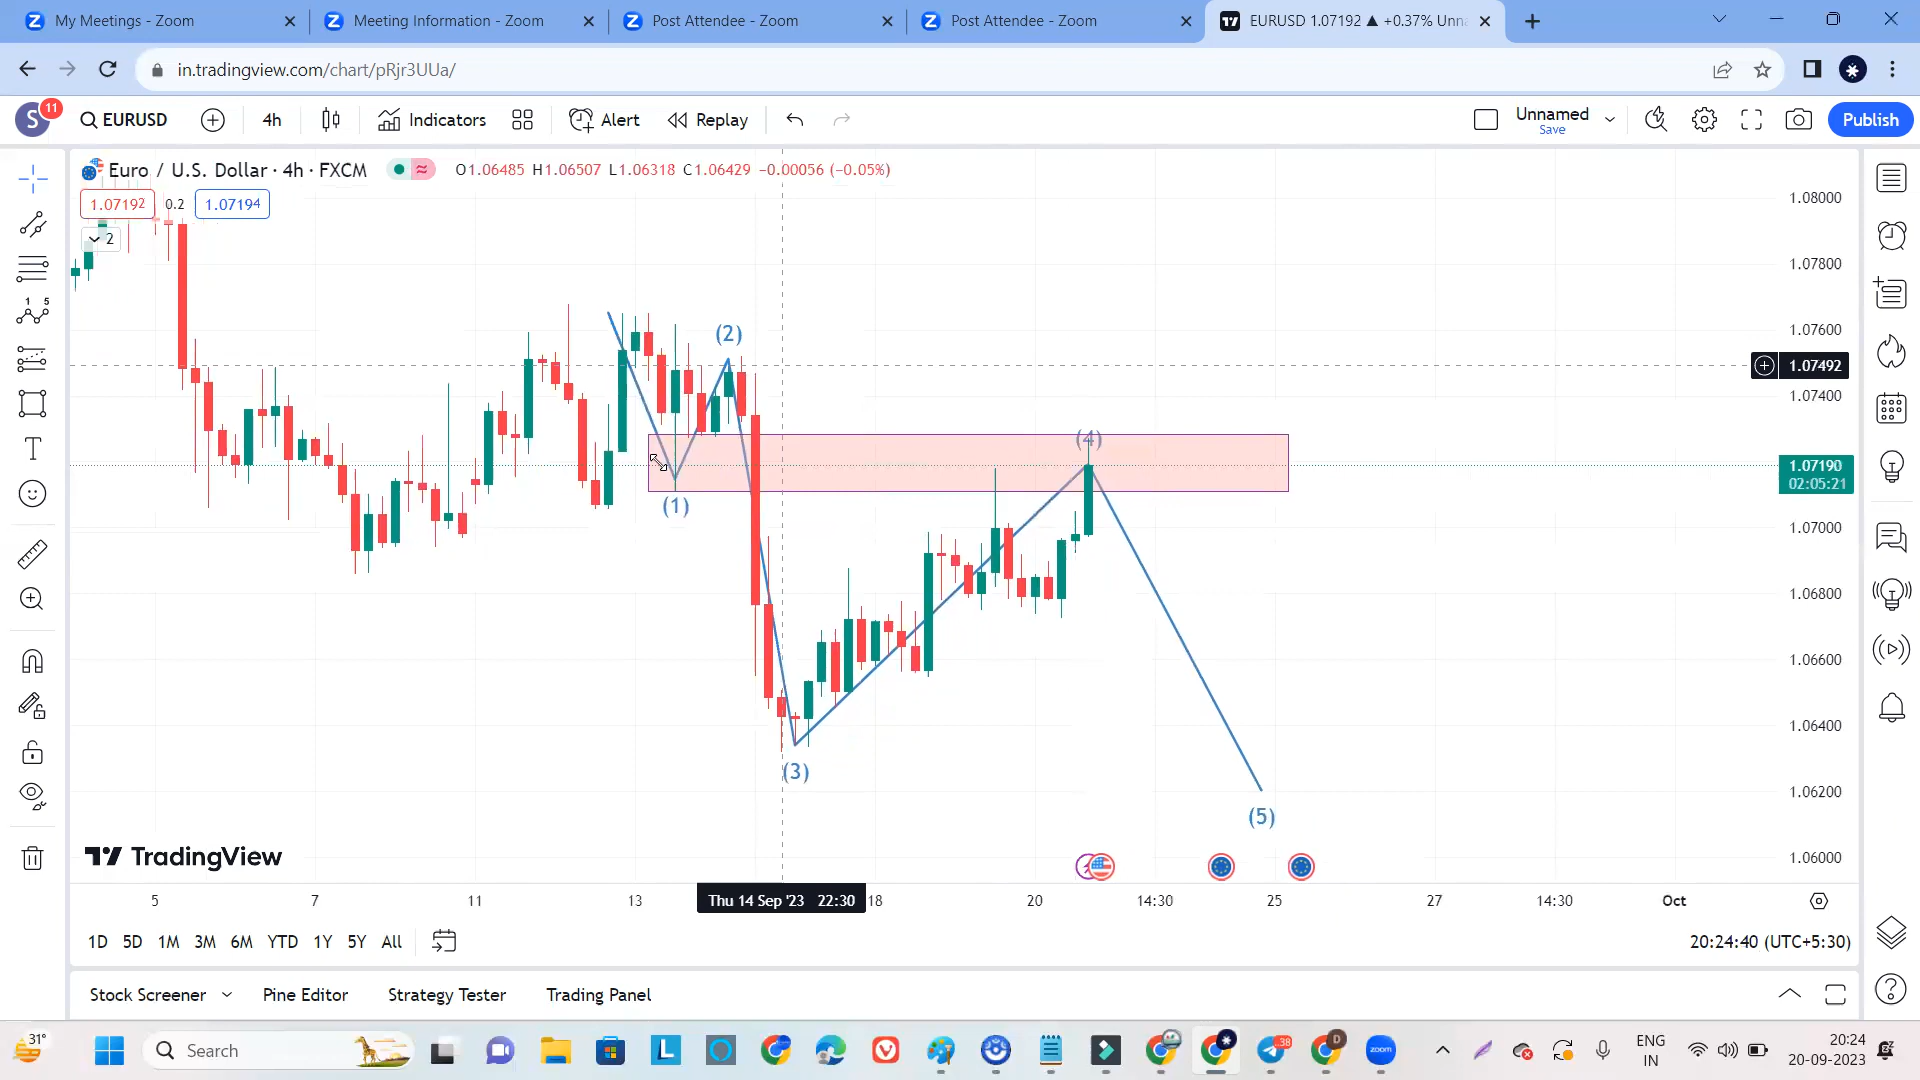 My Meetings - Zoom
Meeting Information - Zoom
Post Attendee - Zoom
Post Attendee - Zoom
EURUSD 1.07192 ▲ +0.37% Unna
in.tradingview.com/chart/pRjr3UUa/
S
11
EURUSD
4h
Indicators
Alert
Replay
Unnamed
Save
Publish
Euro / U.S. Dollar · 4h · FXCM
O1.06485 H1.06507 L1.06318 C1.06429 −0.00056 (−0.05%)
1.07192
0.2
1.07194
2
1.08000
1.07800
1.07600
1.07492
1.07400
1.07190
02:05:21
1.07000
1.06800
1.06600
1.06400
1.06200
1.06000
(1)
(2)
(3)
(4)
(5)
1 5
TradingView
5
7
11
13
Thu 14 Sep '23 22:30
18
20
14:30
25
27
14:30
Oct
1D 5D 1M 3M 6M YTD 1Y 5Y All
20:24:40 (UTC+5:30)
Stock Screener
Pine Editor
Strategy Tester
Trading Panel
31°
Search
L
D
38
zoom
ENG
IN
20:24
20-09-2023